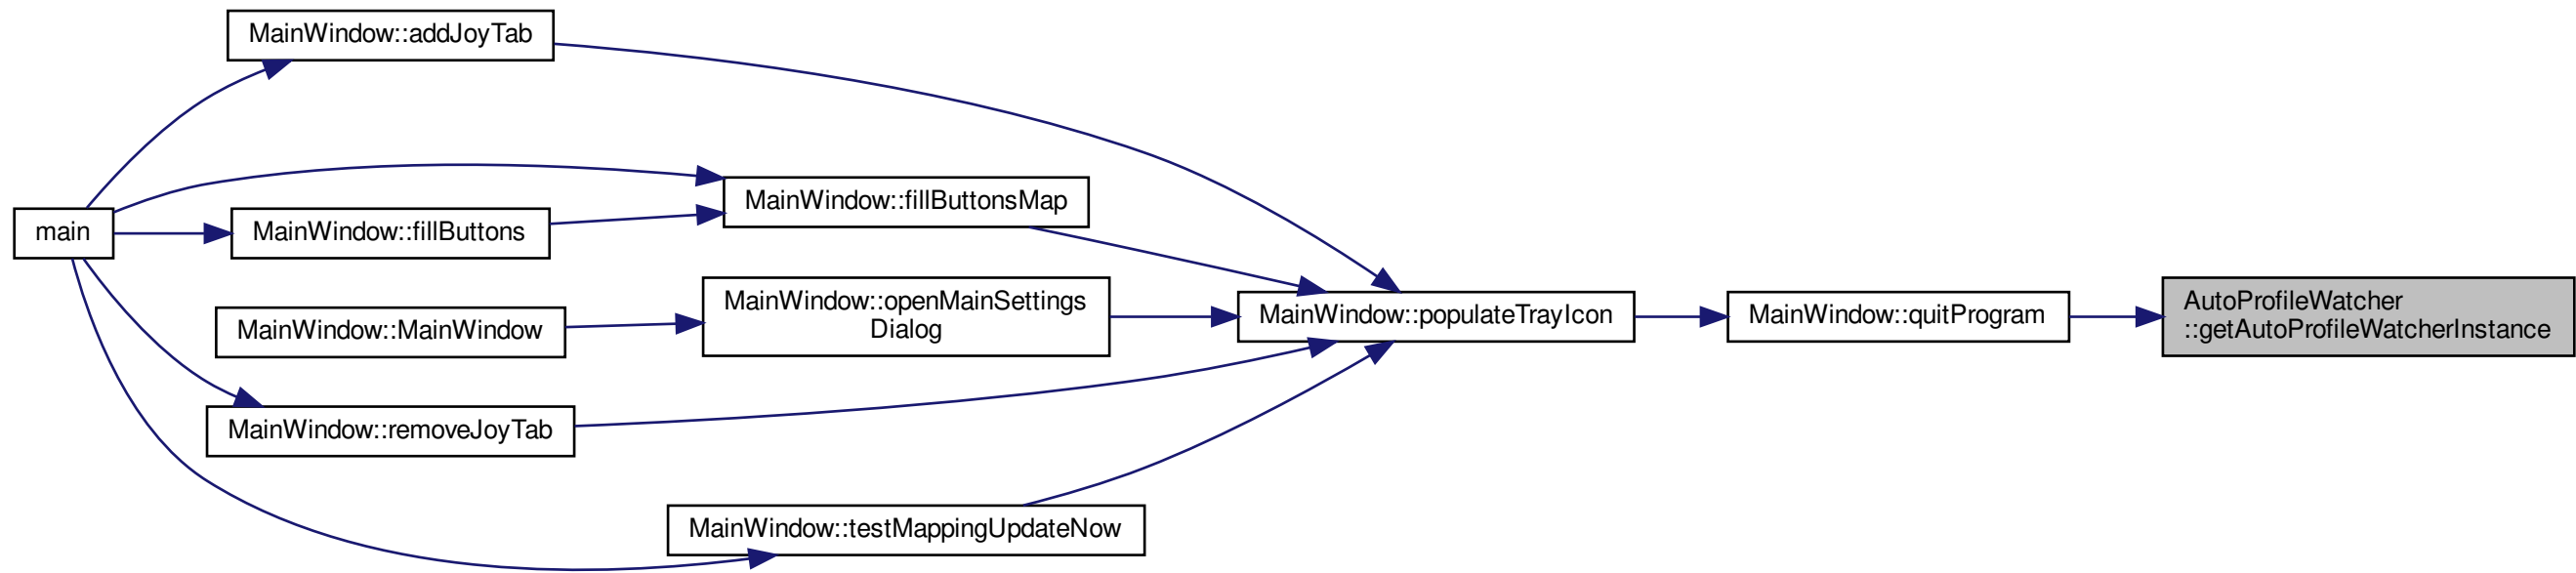 MainWindow::addJoyTab
MainWindow::fillButtonsMap
main
MainWindow::fillButtons
MainWindow::openMainSettings
Dialog
MainWindow::MainWindow
MainWindow::populateTrayIcon
MainWindow::quitProgram
AutoProfileWatcher
::getAutoProfileWatcherInstance
MainWindow::removeJoyTab
MainWindow::testMappingUpdateNow